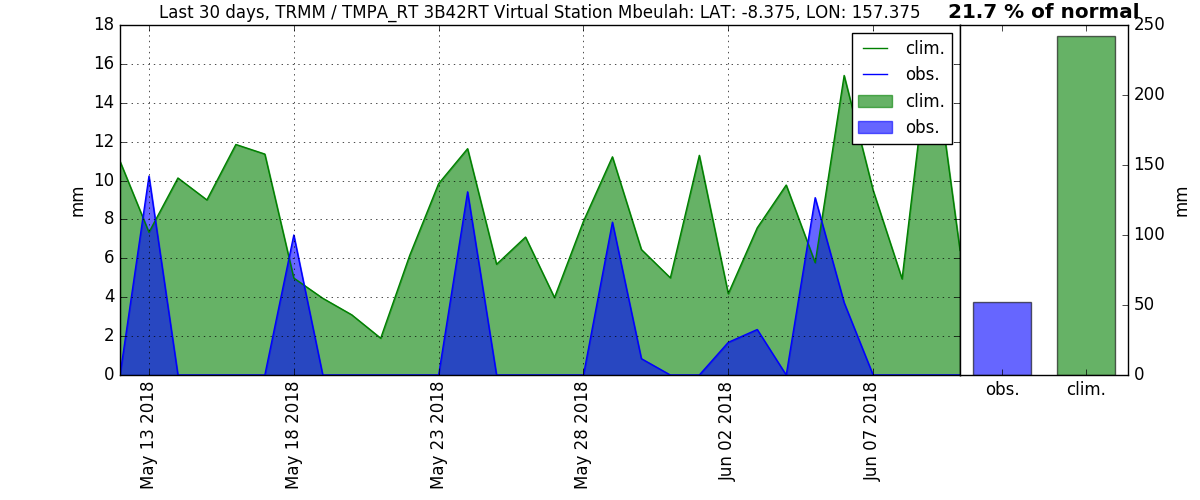 Last 30 days, TRMM / TMPA_RT 3B42RT Virtual Station Mbeulah: LAT: -8.375, LON: 157.375
21.7 % of normal
18
16
14
12
10
8
6
4
2
0
mm
clim.
obs.
clim.
obs.
May 13 2018
May 18 2018
May 23 2018
May 28 2018
Jun 02 2018
Jun 07 2018
250
200
150
100
50
0
mm
obs.
clim.